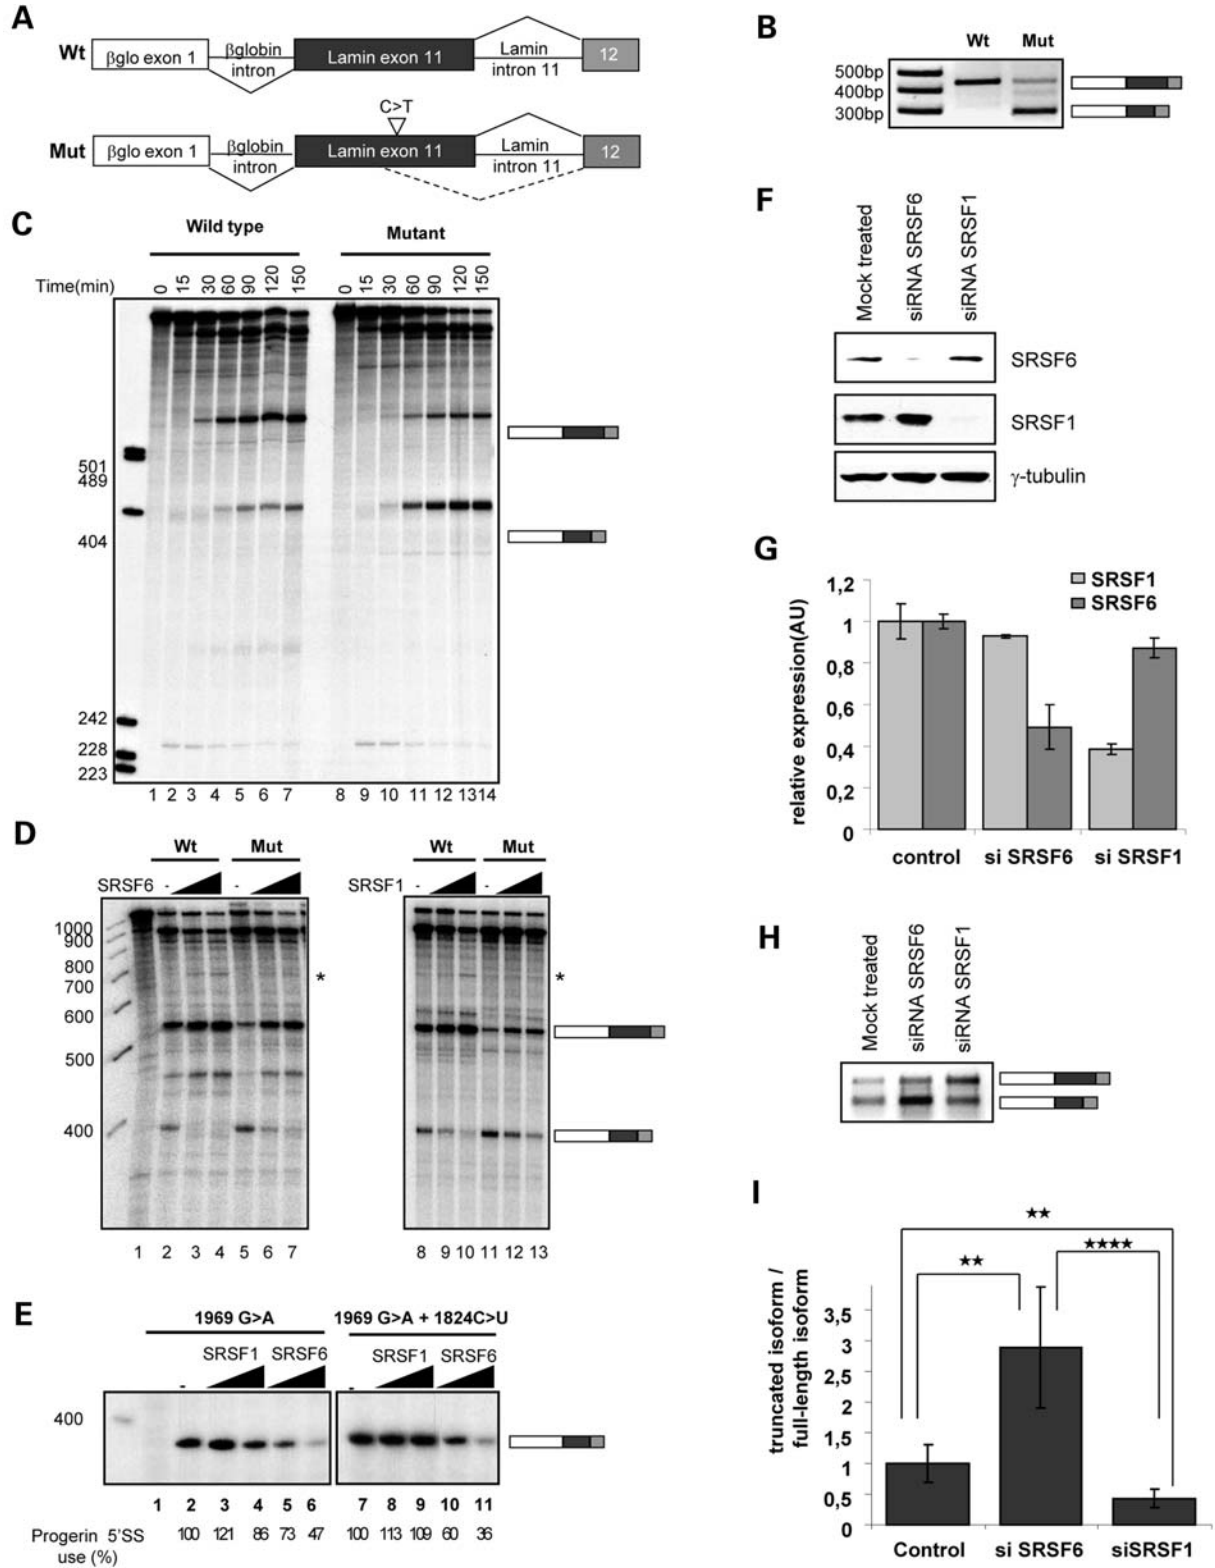 A
Wt
βglo exon 1
βglobin
intron
Lamin exon 11
Lamin
intron 11
12
C>T
Mut
βglo exon 1
βglobin
intron
Lamin exon 11
Lamin
intron 11
12
B
Wt Mut
500bp
400bp
300bp
C
Wild type
Mutant
Time(min) 0 15 30 60 90 120 150 0 15 30 60 90 120 150
501
489
404
242
228
223
1 2 3 4 5 6 7 8 9 10 11 12 13 14
D
Wt Mut
SRSF6 -  -
1000
900
800
700
600
500
400
*
1 2 3 4 5 6 7
Wt Mut
SRSF1 -  -
*
8 9 10 11 12 13
E
1969 G>A
1969 G>A + 1824C>U
SRSF1 SRSF6
-
SRSF1 SRSF6
-
400
1 2 3 4 5 6 7 8 9 10 11
Progerin 5'SS
use (%)
100 121 86 73 47 100 113 109 60 36
F
Mock treated
siRNA SRSF6
siRNA SRSF1
SRSF6
SRSF1
γ-tubulin
G
relative expression(AU)
1,2
1
0,8
0,6
0,4
0,2
0
SRSF1
SRSF6
control si SRSF6 si SRSF1
H
Mock treated
siRNA SRSF6
siRNA SRSF1
I
truncated isoform /
full-length isoform
3,5
3
2,5
2
1,5
1
0,5
0
★★
★★
★★★★
Control si SRSF6 siSRSF1